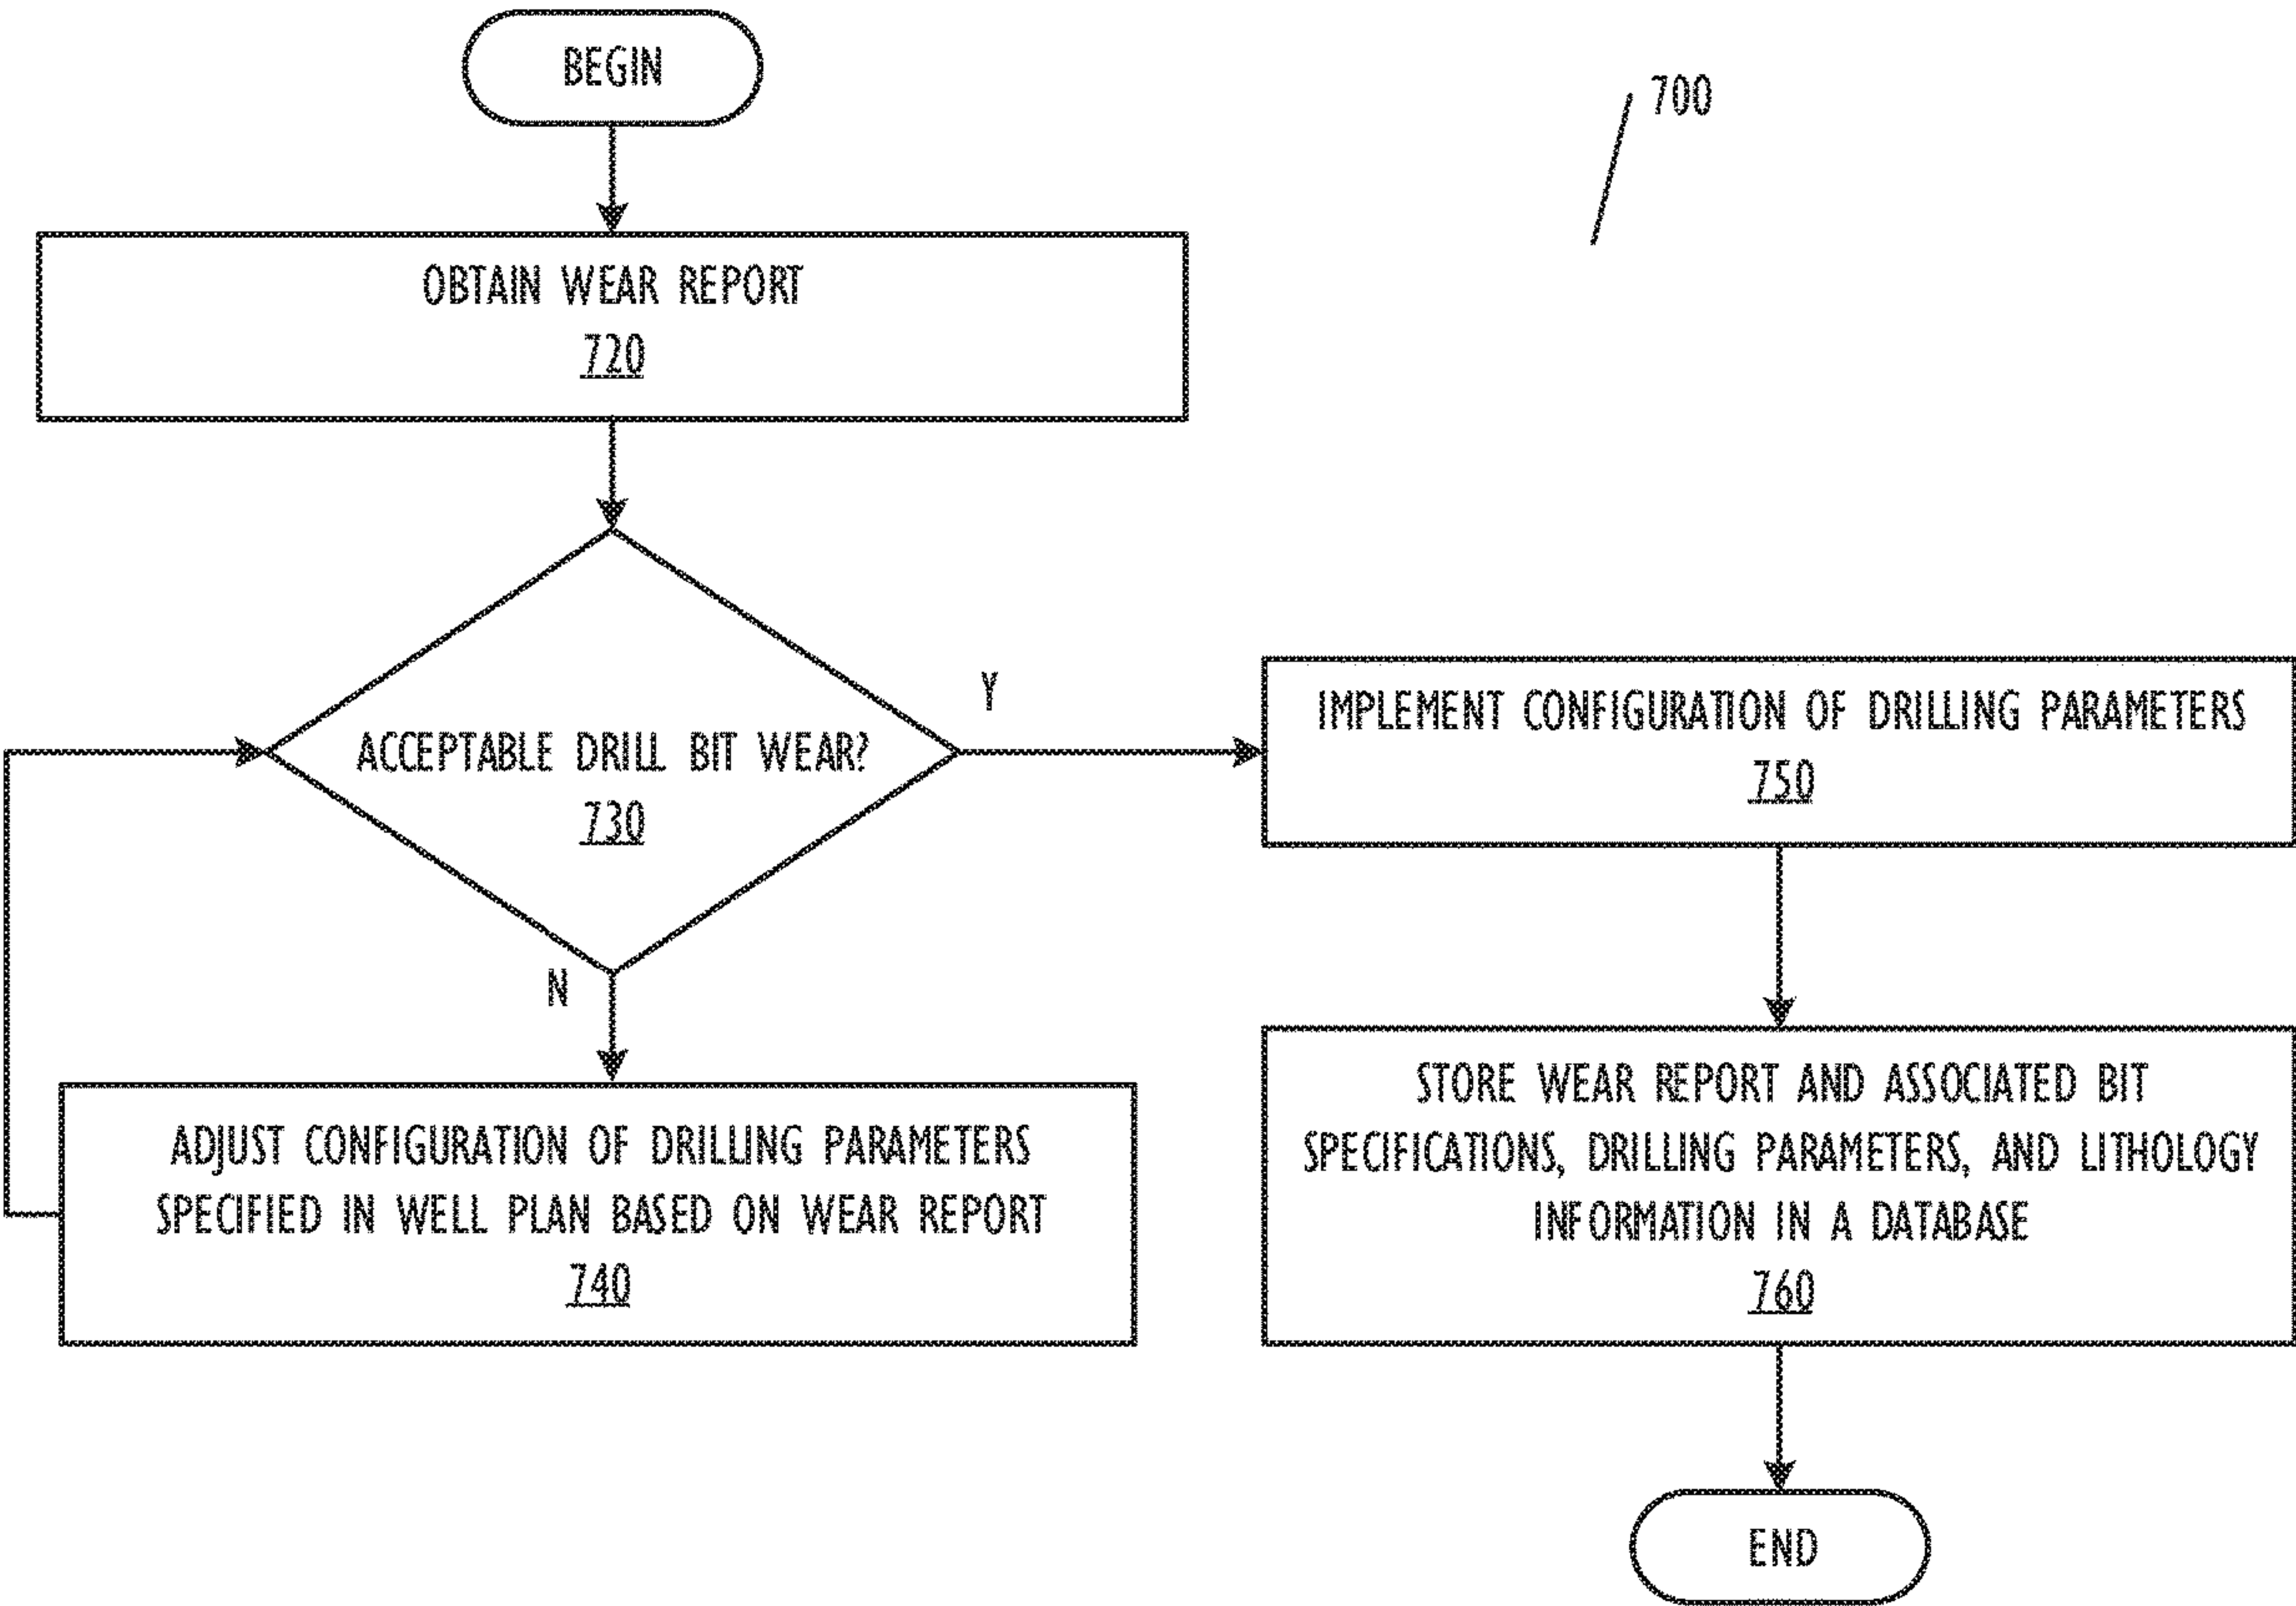 BEGIN
700
OBTAIN WEAR REPORT
720
ACCEPTABLE DRILL BIT WEAR?
730
Y
N
ADJUST CONFIGURATION OF DRILLING PARAMETERS
SPECIFIED IN WELL PLAN BASED ON WEAR REPORT
740
IMPLEMENT CONFIGURATION OF DRILLING PARAMETERS
750
STORE WEAR REPORT AND ASSOCIATED BIT
SPECIFICATIONS, DRILLING PARAMETERS, AND LITHOLOGY
INFORMATION IN A DATABASE
760
END